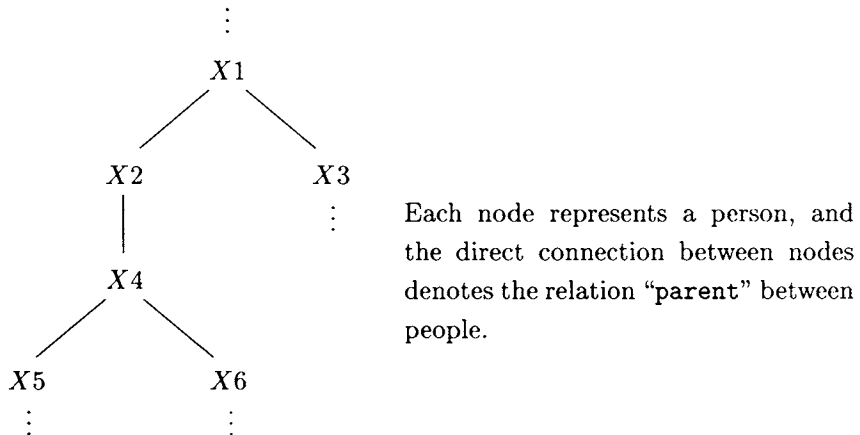 X1
X2 X3
Each node represents a person, and
the direct connection between nodes
denotes the relation “parent” between
people.
X4
X5 X6